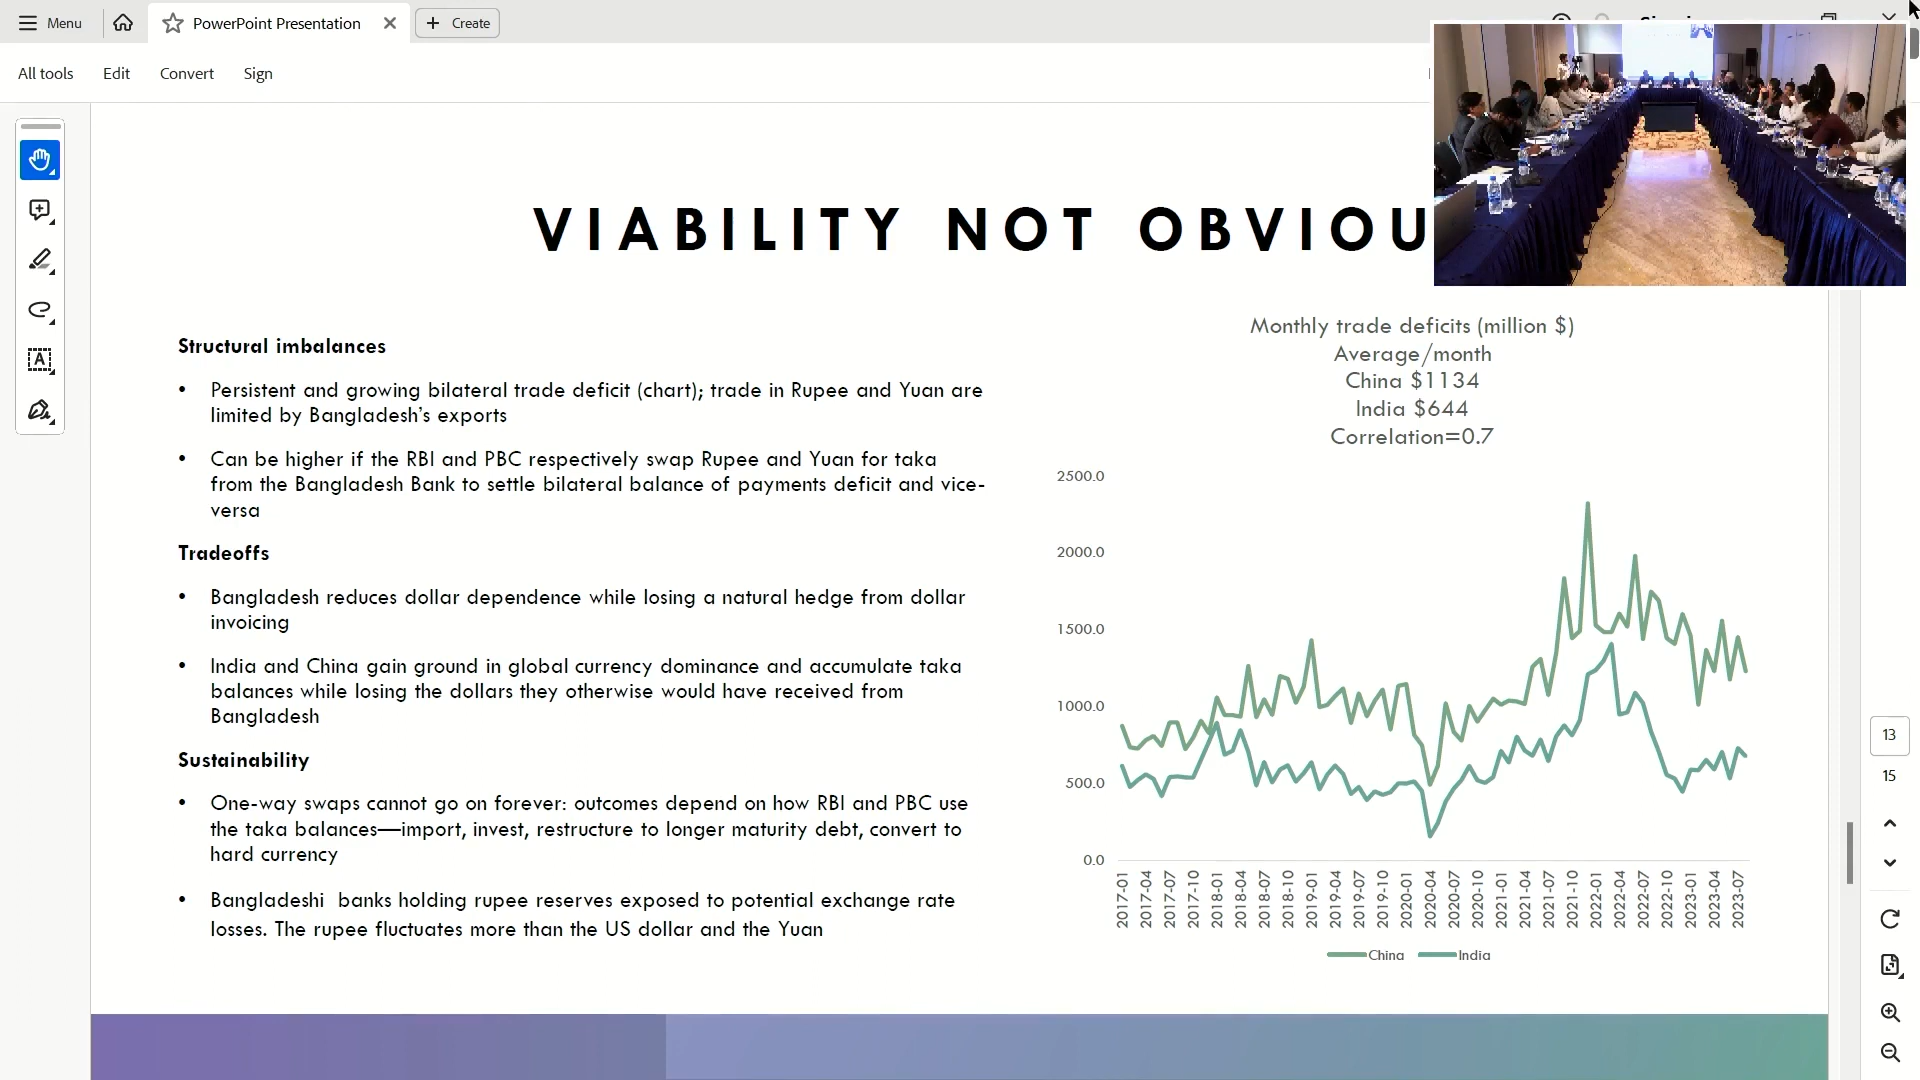 Menu
PowerPoint Presentation
Create
All tools
Edit
Convert
Sign
VIABILITY NOT OBVIOU
Structural imbalances
• Persistent and growing bilateral trade deficit (chart); trade in Rupee and Yuan are
limited by Bangladesh's exports
• Can be higher if the RBI and PBC respectively swap Rupee and Yuan for taka
from the Bangladesh Bank to settle bilateral balance of payments deficit and vice-
versa
Tradeoffs
• Bangladesh reduces dollar dependence while losing a natural hedge from dollar
invoicing
• India and China gain ground in global currency dominance and accumulate taka
balances while losing the dollars they otherwise would have received from
Bangladesh
Sustainability
• One-way swaps cannot go on forever: outcomes depend on how RBI and PBC use
the taka balances—import, invest, restructure to longer maturity debt, convert to
hard currency
• Bangladeshi banks holding rupee reserves exposed to potential exchange rate
losses. The rupee fluctuates more than the US dollar and the Yuan
Monthly trade deficits (million $)
Average/month
China $1134
India $644
Correlation=0.7
2500.0
2000.0
1500.0
1000.0
500.0
0.0
2017-01
2017-04
2017-07
2017-10
2018-01
2018-04
2018-07
2018-10
2019-01
2019-04
2019-07
2019-10
2020-01
2020-04
2020-07
2020-10
2021-01
2021-04
2021-07
2021-10
2022-01
2022-04
2022-07
2022-10
2023-01
2023-04
2023-07
China
India
13
15